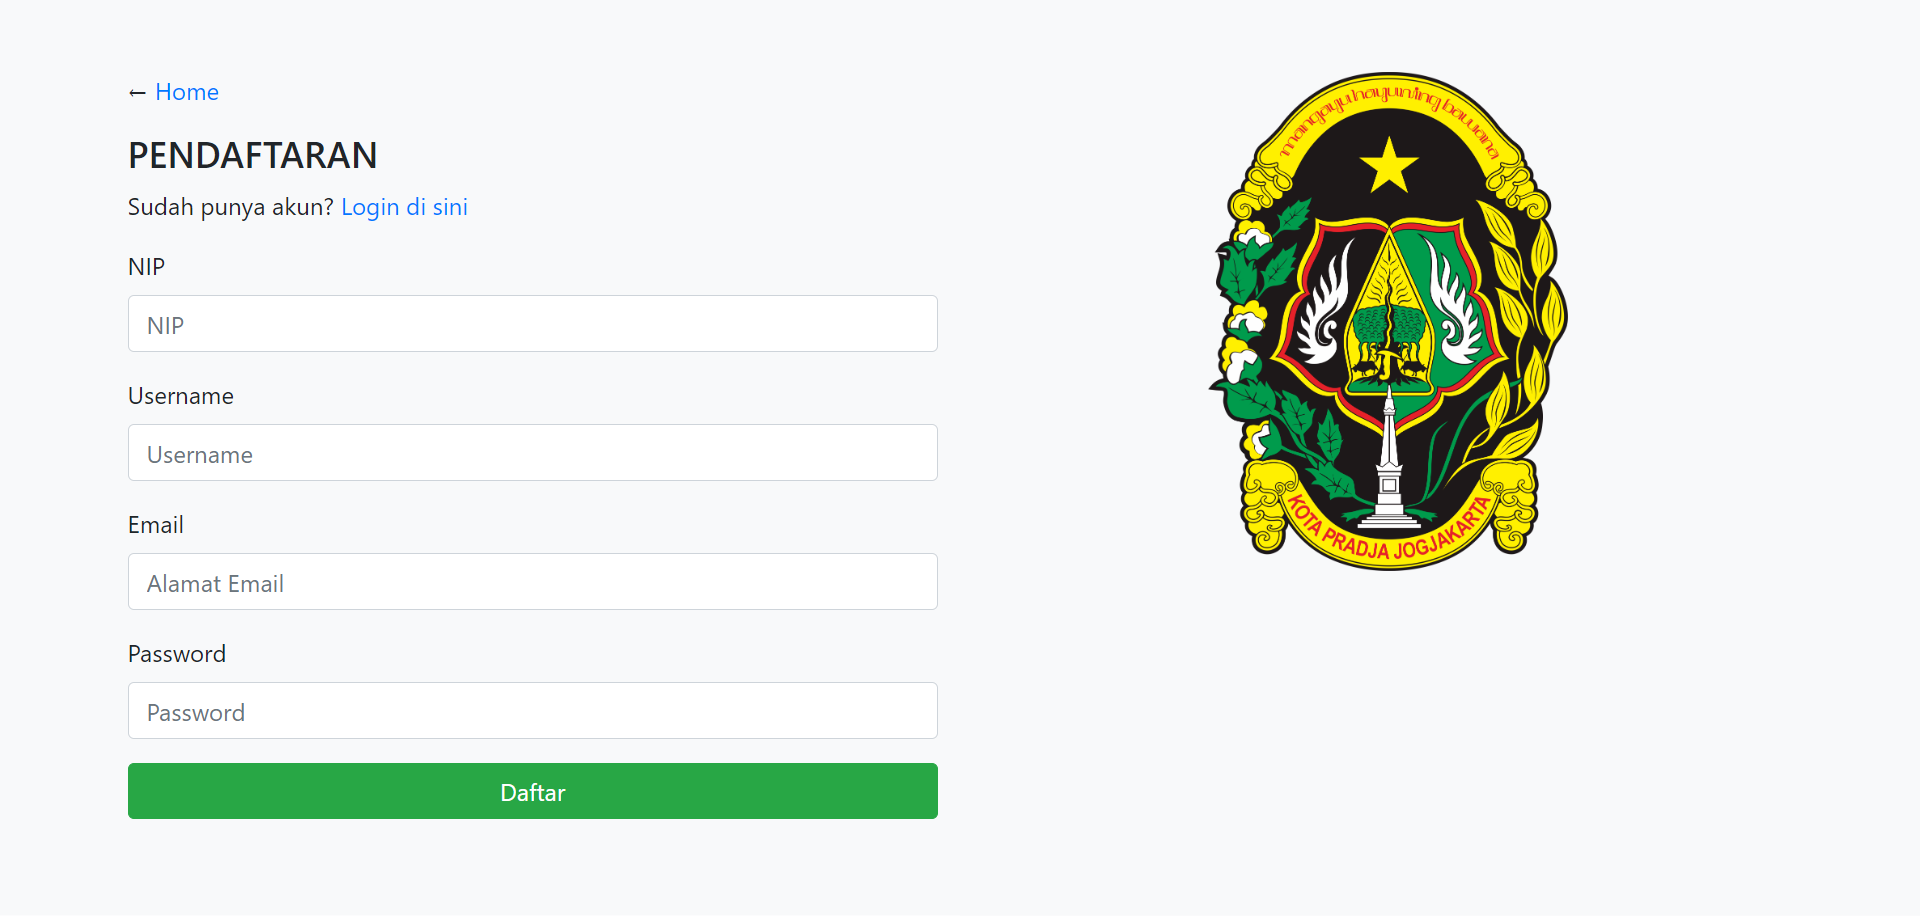 ← Home
PENDAFTARAN
Sudah punya akun? Login di sini
NIP
NIP
Username
Username
Email
Alamat Email
Password
Password
Daftar
mangayu hayuning bawana
KOTA PRADJA JOGJAKARTA